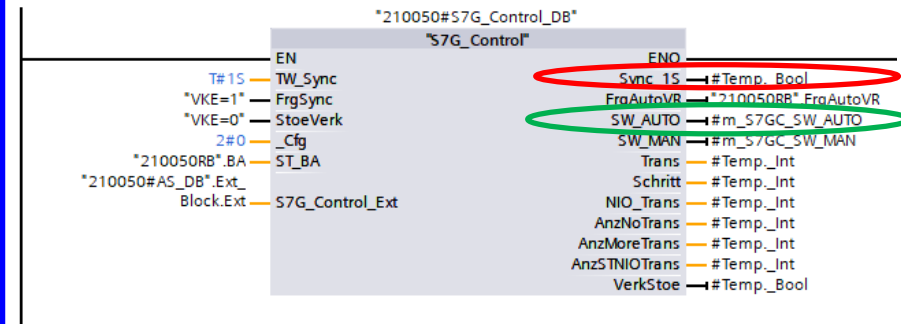 "210050#S7G_Control_DB"
"S7G_Control"
EN ENO
T#1S TW_Sync Sync_1S #Temp._Bool
"VKE=1" FrgSync FrgAutoVR "210050RB".FrgAutoVR
"VKE=0" StoeVerk SW_AUTO #m_S7GC_SW_AUTO
2#0 _Cfg SW_MAN #m_S7GC_SW_MAN
"210050RB".BA ST_BA Trans #Temp._Int
"210050#AS_DB".Ext_ Schritt #Temp._Int
Block.Ext S7G_Control_Ext NIO_Trans #Temp._Int
AnzNoTrans #Temp._Int
AnzMoreTrans #Temp._Int
AnzSTNIOTrans #Temp._Int
VerkStoe #Temp._Bool